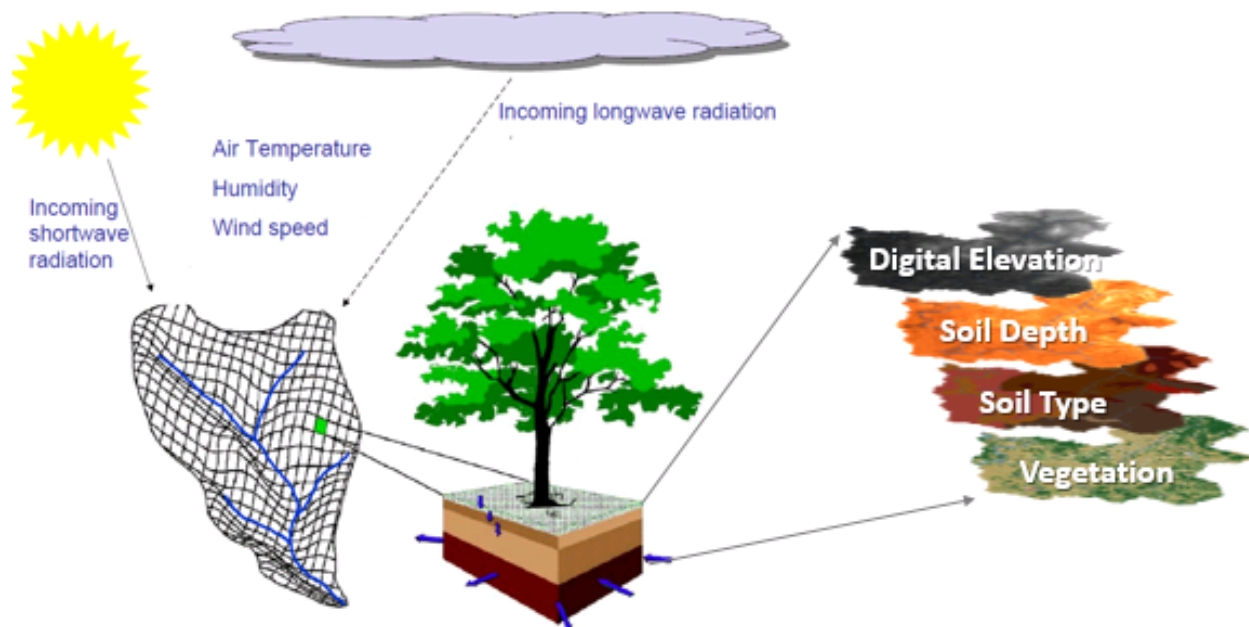 Incoming longwave radiation
Air Temperature
Humidity
Wind speed
Incoming
shortwave
radiation
Digital Elevation
Soil Depth
Soil Type
Vegetation